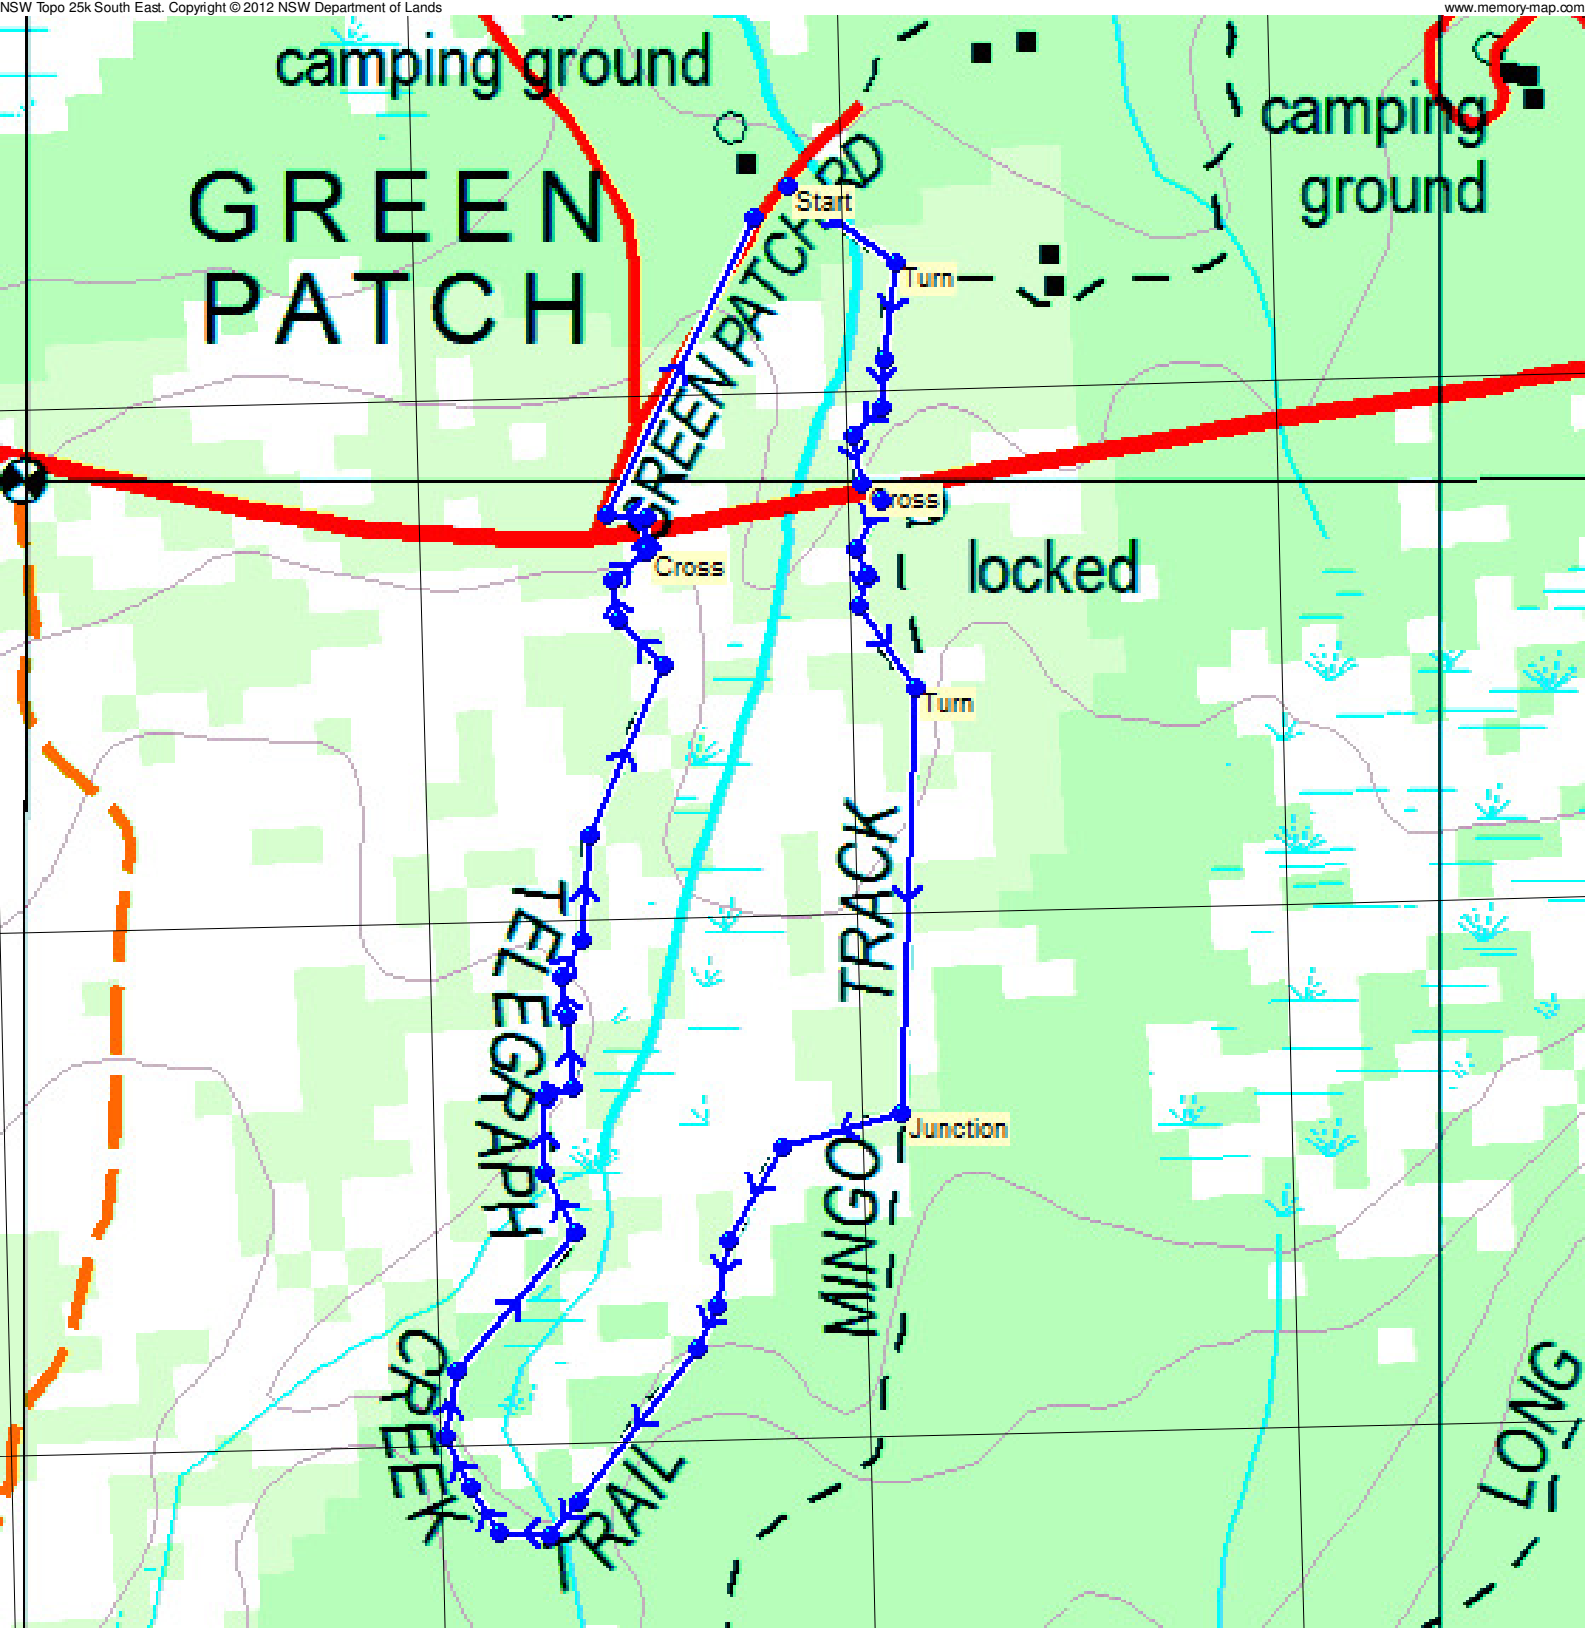 NSW Topo 25k South East. Copyright © 2012 NSW Department of Lands
www.memory-map.com
camping ground
camping
ground
GREEN
PATCH
Start
GREEN PATCH RD
Turn
Cross
locked
Cross
Turn
TRACK
MINGO
Junction
TELEGRAPH
CREEK
TRAIL
LONG